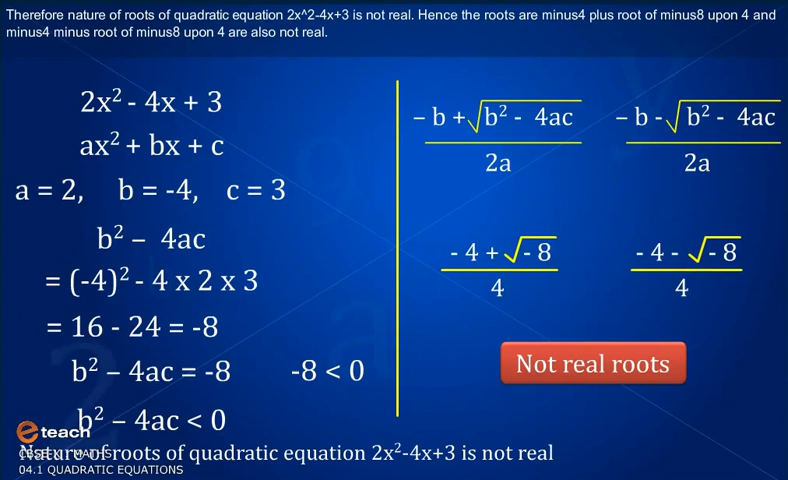 Therefore nature of roots of quadratic equation 2x^2-4x+3 is not real. Hence the roots are minus4 plus root of minus8 upon 4 and
minus4 minus root of minus8 upon 4 are also not real.
2x² - 4x + 3
ax² + bx + c
a = 2, b = -4, c = 3
b² – 4ac
= (-4)² - 4 x 2 x 3
= 16 - 24 = -8
b² – 4ac = -8 -8 < 0
b² – 4ac < 0
– b + √b² - 4ac
2a
– b - √b² - 4ac
2a
- 4 + √- 8
4
- 4 - √- 8
4
Not real roots
eteach
Nature of roots of quadratic equation 2x²-4x+3 is not real
04.1 QUADRATIC EQUATIONS